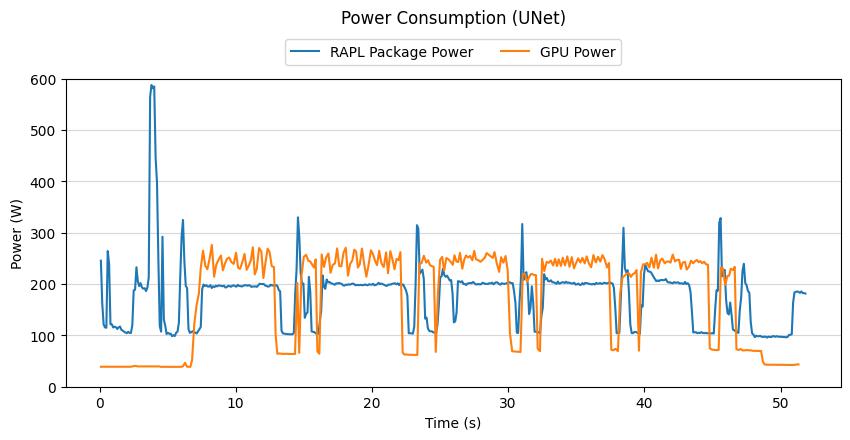 Power Consumption (UNet)
RAPL Package Power
GPU Power
600
500
400
300
200
100
0
Power (W)
0
10
20
30
40
50
Time (s)